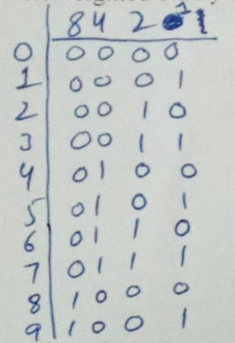 8 4 2 1
0 0 0 0 0
1 0 0 0 1
2 0 0 1 0
3 0 0 1 1
4 0 1 0 0
5 0 1 0 1
6 0 1 1 0
7 0 1 1 1
8 1 0 0 0
9 1 0 0 1